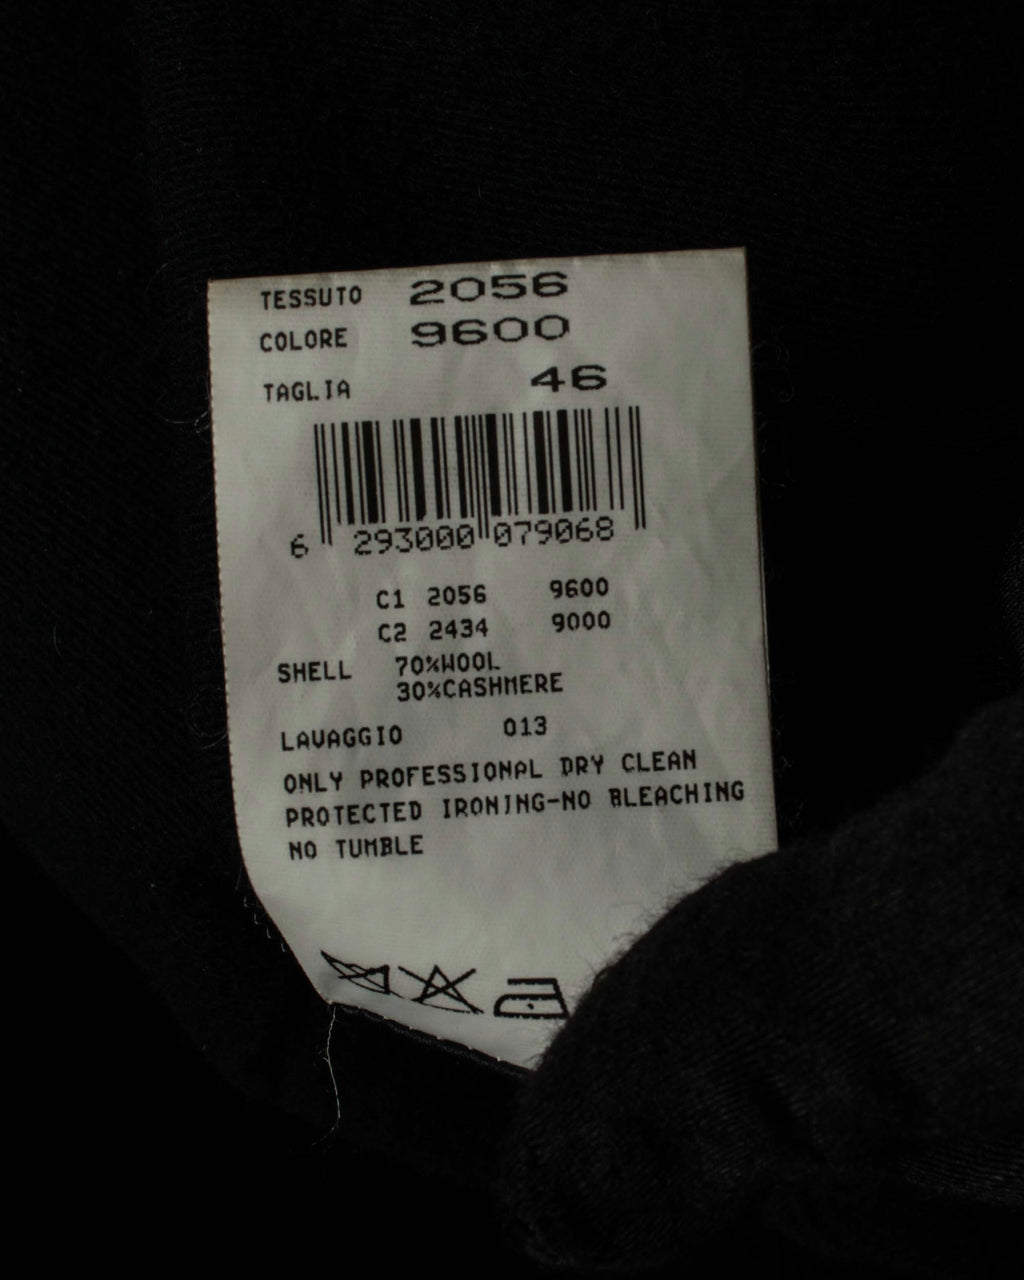 TESSUTO 2056
COLORE 9600
TAGLIA 46
6 293000 079068
C1 2056 9600
C2 2434 9000
SHELL 70%WOOL
30%CASHMERE
LAVAGGIO 013
ONLY PROFESSIONAL DRY CLEAN
PROTECTED IRONING-NO BLEACHING
NO TUMBLE